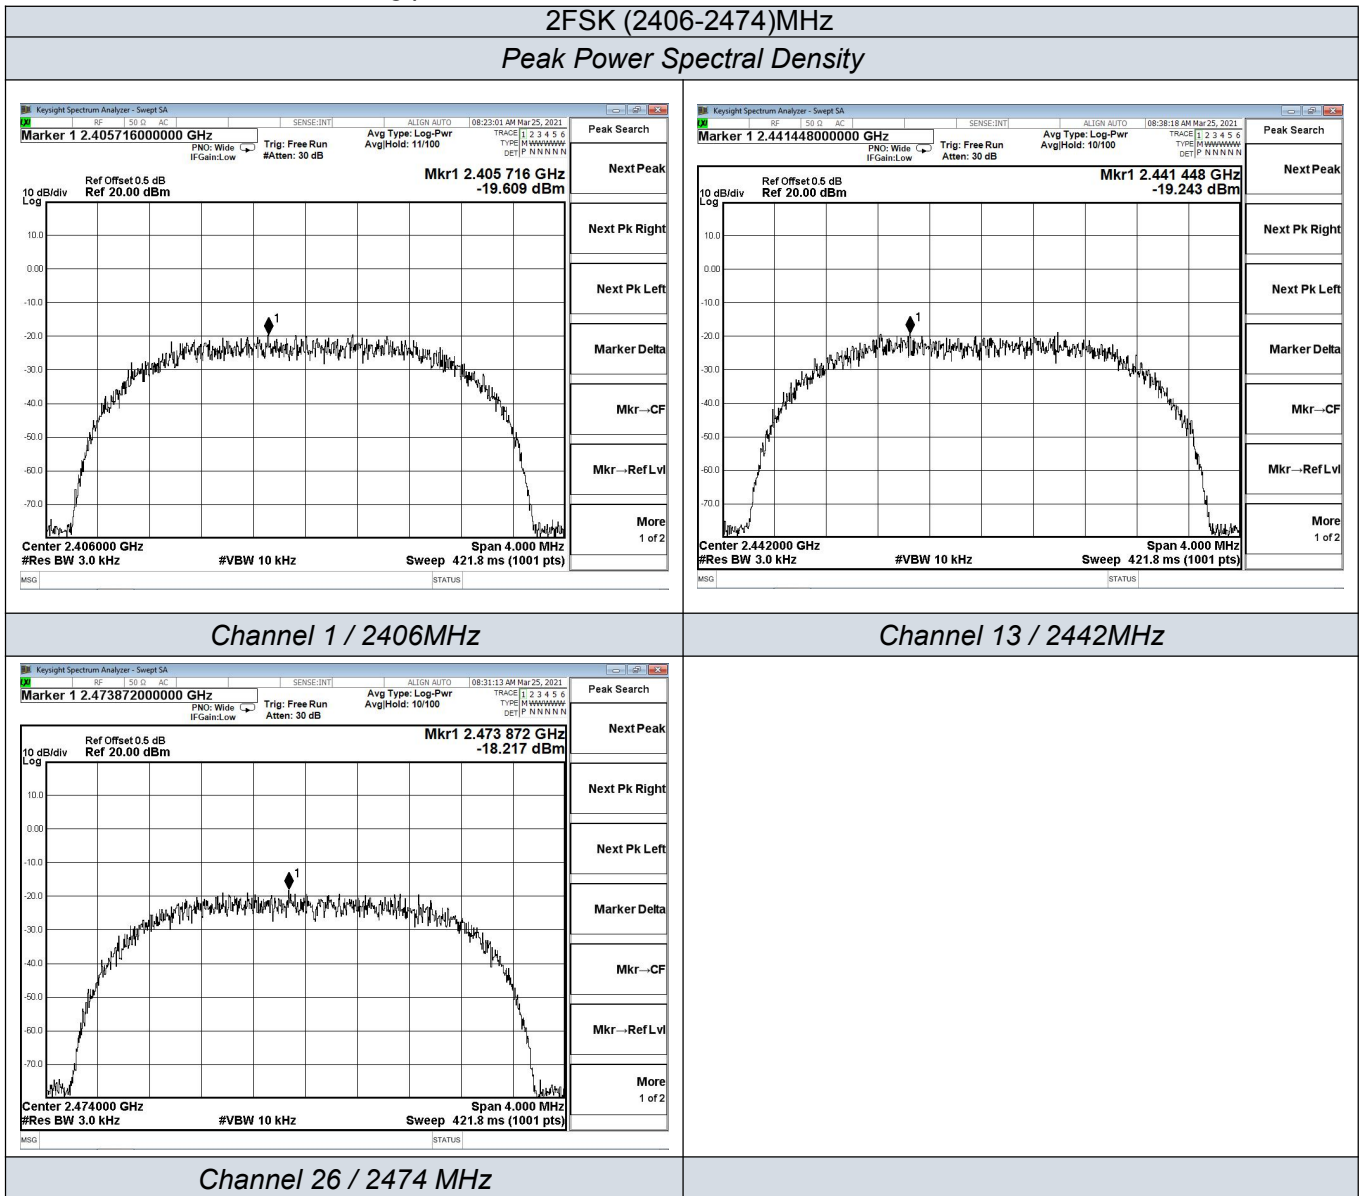 2FSK (2406-2474)MHz
Peak Power Spectral Density
Keysight Spectrum Analyzer - Swept SA
RF 50 Ω AC SENSE:INT ALIGN AUTO 08:23:01 AM Mar 25, 2021
Marker 1 2.405716000000 GHz
PNO: Wide
IFGain:Low
Trig: Free Run
#Atten: 30 dB
Avg Type: Log-Pwr
Avg|Hold: 11/100
TRACE 1 2 3 4 5 6
TYPE M WWWWW
DET P N N N N N
Peak Search
Next Peak
Next Pk Right
Next Pk Left
Marker Delta
Mkr→CF
Mkr→Ref Lvl
More
1 of 2
Ref Offset 0.5 dB
10 dB/div Ref 20.00 dBm
Log
Mkr1 2.405 716 GHz
-19.609 dBm
10.0
0.00
-10.0
-20.0
-30.0
-40.0
-50.0
-60.0
-70.0
1
Center 2.406000 GHz Span 4.000 MHz
#Res BW 3.0 kHz #VBW 10 kHz Sweep 421.8 ms (1001 pts)
MSG STATUS
Keysight Spectrum Analyzer - Swept SA
RF 50 Ω AC SENSE:INT ALIGN AUTO 08:38:18 AM Mar 25, 2021
Marker 1 2.441448000000 GHz
PNO: Wide
IFGain:Low
Trig: Free Run
Atten: 30 dB
Avg Type: Log-Pwr
Avg|Hold: 10/100
TRACE 1 2 3 4 5 6
TYPE M WWWWW
DET P N N N N N
Peak Search
Next Peak
Next Pk Right
Next Pk Left
Marker Delta
Mkr→CF
Mkr→Ref Lvl
More
1 of 2
Ref Offset 0.5 dB
10 dB/div Ref 20.00 dBm
Log
Mkr1 2.441 448 GHz
-19.243 dBm
10.0
0.00
-10.0
-20.0
-30.0
-40.0
-50.0
-60.0
-70.0
1
Center 2.442000 GHz Span 4.000 MHz
#Res BW 3.0 kHz #VBW 10 kHz Sweep 421.8 ms (1001 pts)
MSG STATUS
Channel 1 / 2406MHz
Channel 13 / 2442MHz
Keysight Spectrum Analyzer - Swept SA
RF 50 Ω AC SENSE:INT ALIGN AUTO 08:31:13 AM Mar 25, 2021
Marker 1 2.473872000000 GHz
PNO: Wide
IFGain:Low
Trig: Free Run
Atten: 30 dB
Avg Type: Log-Pwr
Avg|Hold: 10/100
TRACE 1 2 3 4 5 6
TYPE M WWWWW
DET P N N N N N
Peak Search
Next Peak
Next Pk Right
Next Pk Left
Marker Delta
Mkr→CF
Mkr→Ref Lvl
More
1 of 2
Ref Offset 0.5 dB
10 dB/div Ref 20.00 dBm
Log
Mkr1 2.473 872 GHz
-18.217 dBm
10.0
0.00
-10.0
-20.0
-30.0
-40.0
-50.0
-60.0
-70.0
1
Center 2.474000 GHz Span 4.000 MHz
#Res BW 3.0 kHz #VBW 10 kHz Sweep 421.8 ms (1001 pts)
MSG STATUS
Channel 26 / 2474 MHz